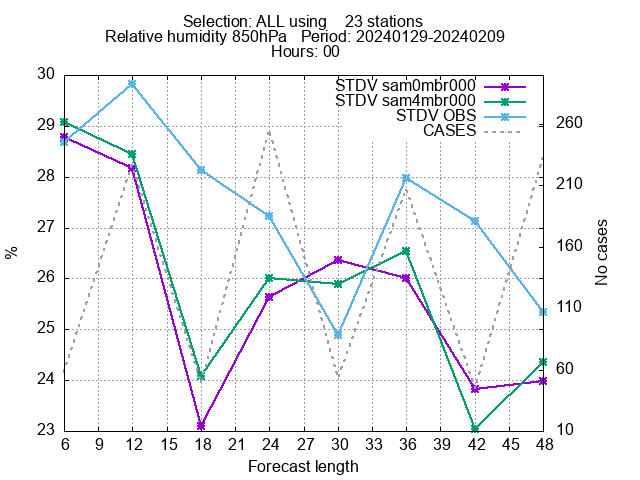 Selection: ALL using    23 stations
Relative humidity 850hPa   Period: 20240129-20240209
Hours: 00
STDV sam0mbr000
STDV sam4mbr000
STDV OBS
CASES
30
29
28
27
26
25
24
23
%
260
210
160
110
60
10
No cases
6 9 12 15 18 21 24 27 30 33 36 39 42 45 48
Forecast length